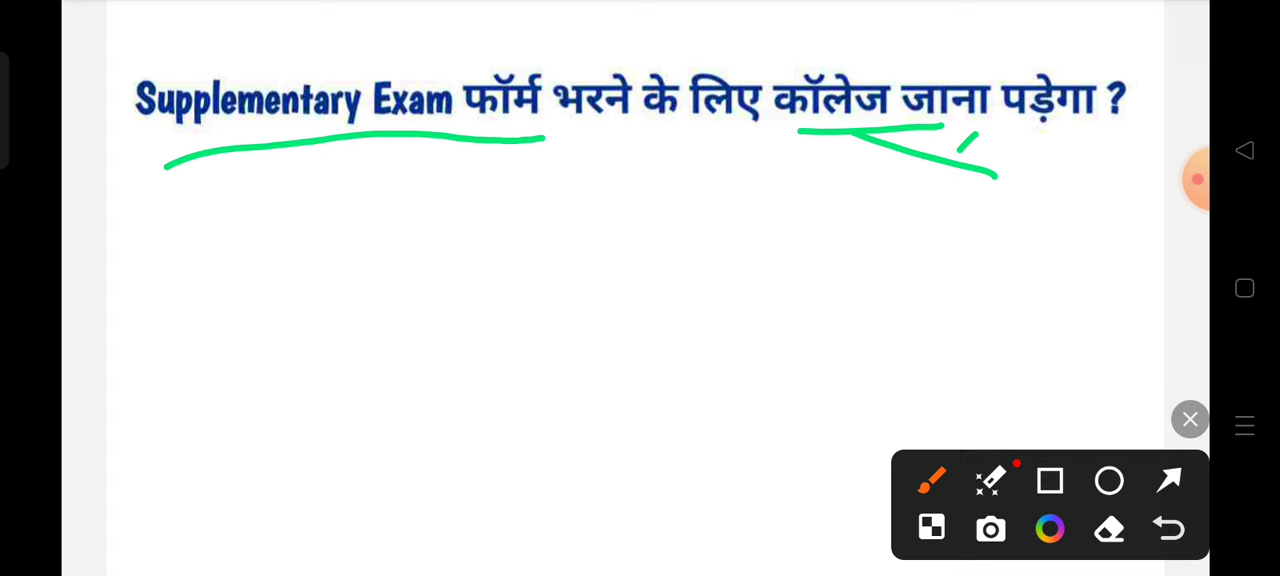 Supplementary Exam फॉर्म भरने के लिए कॉलेज जाना पड़ेगा ?